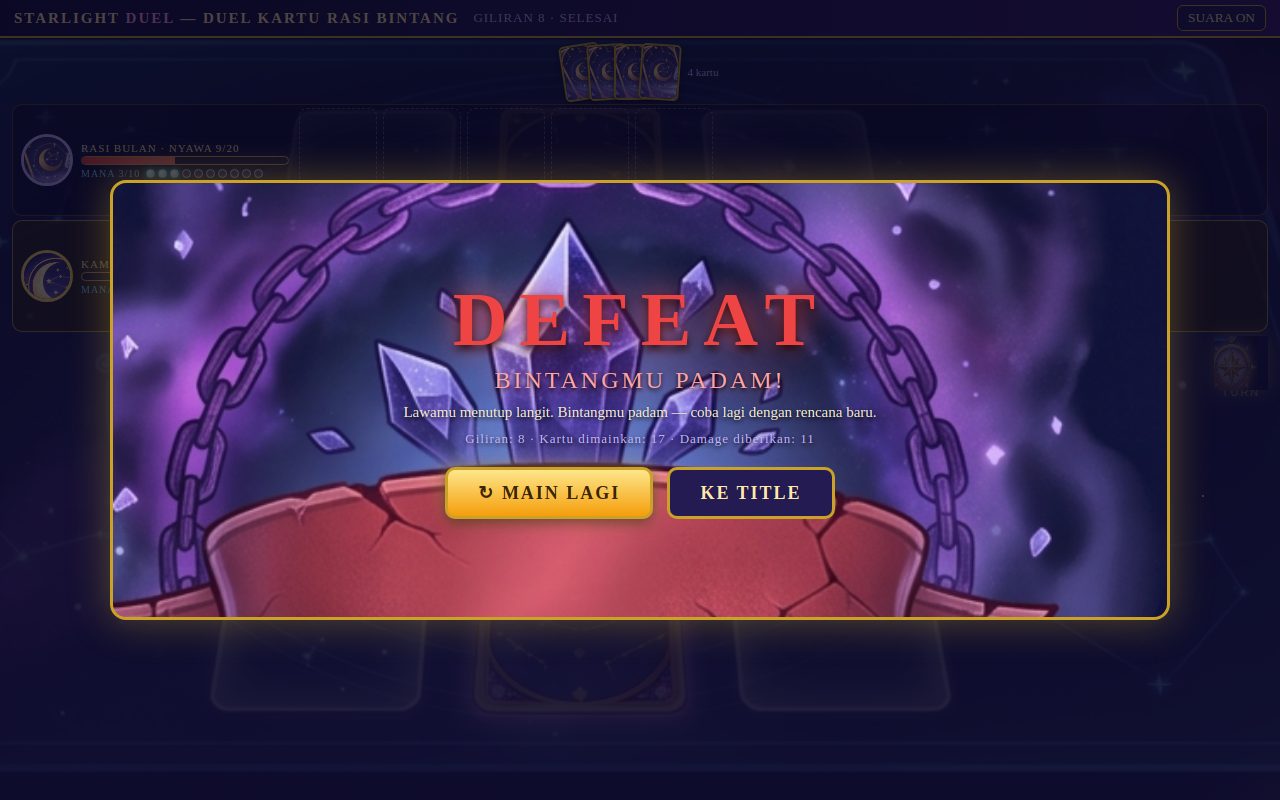 STARLIGHT DUEL — DUEL KARTU RASI BINTANG GILIRAN 8 · SELESAI SUARA ON
4 kartu
RASI BULAN · NYAWA 9/20
MANA 3/10
DEFEAT
BINTANGMU PADAM!
Lawamu menutup langit. Bintangmu padam — coba lagi dengan rencana baru.
Giliran: 8 · Kartu dimainkan: 17 · Damage diberikan: 11
↻ MAIN LAGI KE TITLE
TURN